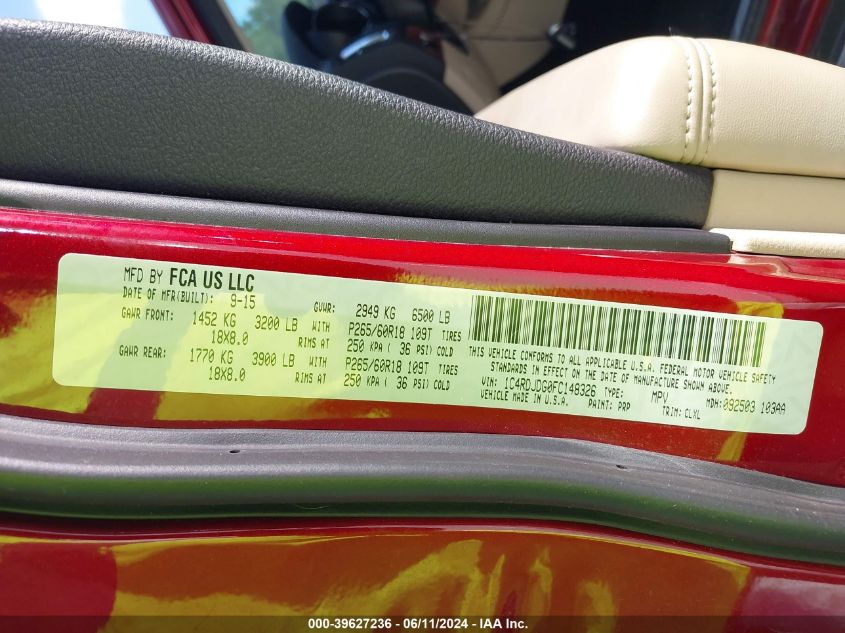 MFD BY FCA US LLC
DATE OF MFR(BUILT): 9-15 GVWR: 2949 KG 6500 LB
GAWR FRONT: 1452 KG 3200 LB WITH P265/60R18 109T TIRES
18X8.0 RIMS AT 250 KPA ( 36 PSI) COLD
GAWR REAR: 1770 KG 3900 LB WITH P265/60R18 109T TIRES
18X8.0 RIMS AT 250 KPA ( 36 PSI) COLD
THIS VEHICLE CONFORMS TO ALL APPLICABLE U.S.A. FEDERAL MOTOR VEHICLE SAFETY
STANDARDS IN EFFECT ON THE DATE OF MANUFACTURE SHOWN ABOVE.
VIN: 1C4RDJDG0FC148326 TYPE: MPV MDH:092503 103AA
VEHICLE MADE IN U.S.A. PAINT: PRP TRIM: CLYL
000-39627236 - 06/11/2024 - IAA Inc.